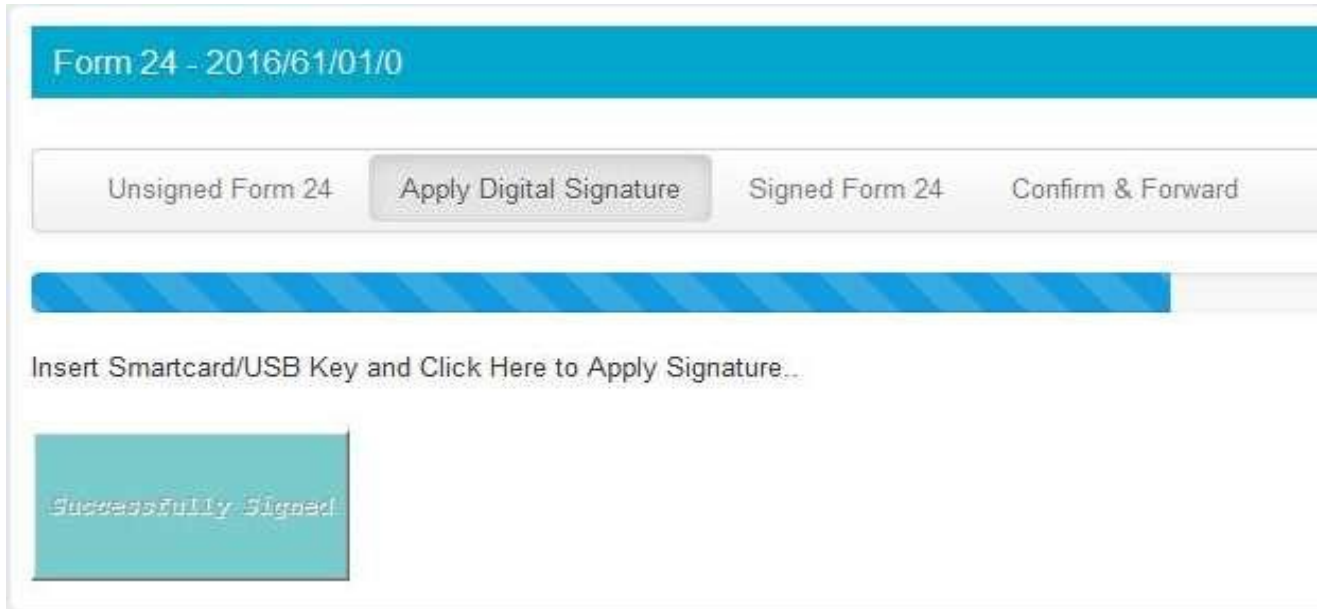 Form 24 - 2016/61/01/0
Unsigned Form 24 Apply Digital Signature Signed Form 24 Confirm & Forward
Insert Smartcard/USB Key and Click Here to Apply Signature..
Successfully Signed